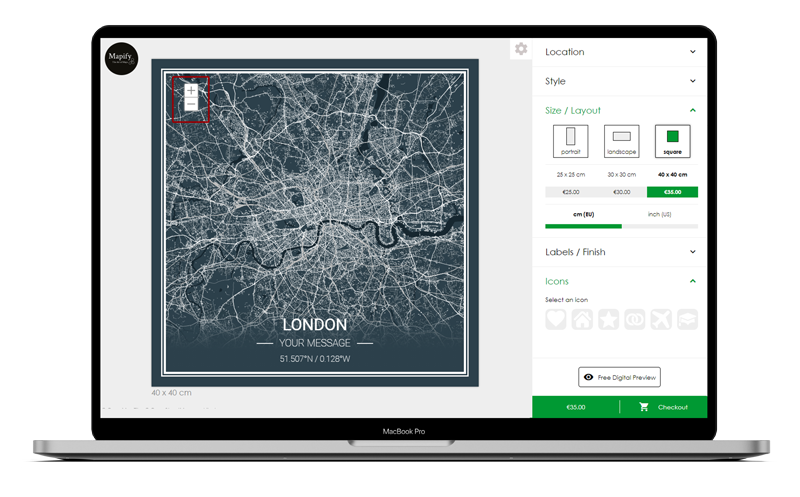 Mapify
+
−
LONDON
YOUR MESSAGE
51.507°N / 0.128°W
40 x 40 cm
Location
Style
Size / Layout
portrait
landscape
square
25 x 25 cm
30 x 30 cm
40 x 40 cm
€25.00
€30.00
€35.00
cm (EU)
inch (US)
Labels / Finish
Icons
Select an icon
Free Digital Preview
€35.00
Checkout
MacBook Pro